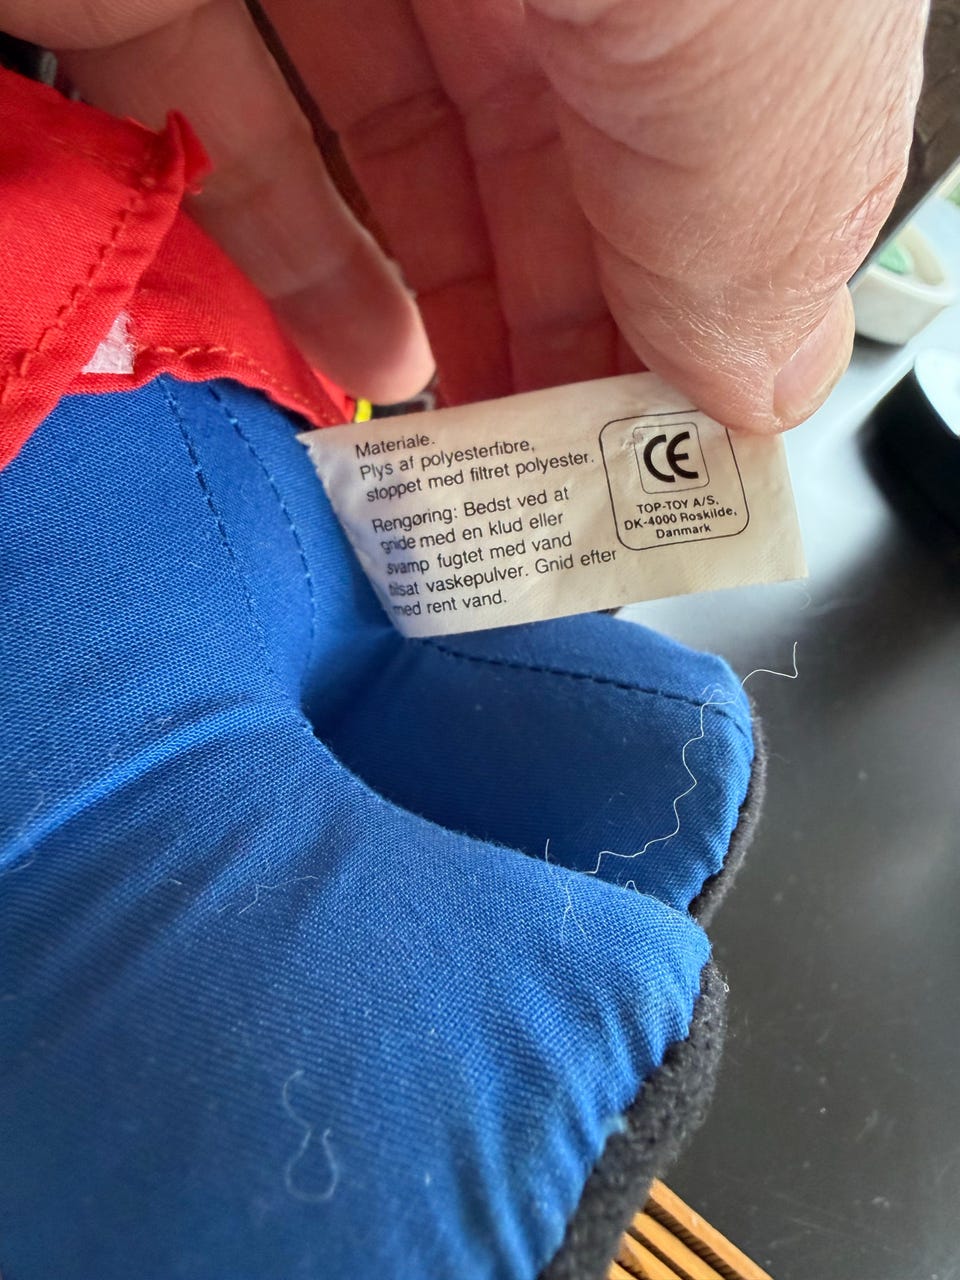 Materiale.
Plys af polyesterfibre,
stoppet med filtret polyester.
Rengøring: Bedst ved at
gnide med en klud eller
svamp fugtet med vand
tilsat vaskepulver. Gnid efter
med rent vand.
CE
TOP-TOY A/S,
DK-4000 Roskilde,
Danmark